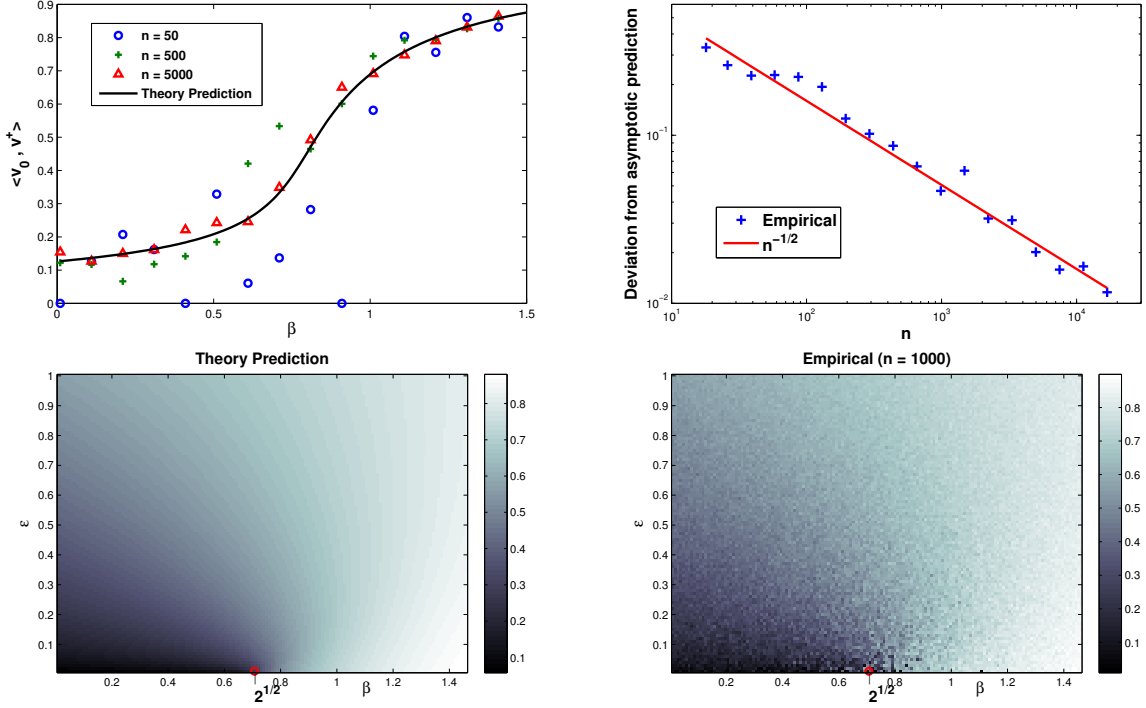 0.9
0.8
0.7
0.6
0.5
0.4
0.3
0.2
0.1
0
<v₀ , v⁺>
n = 50
n = 500
n = 5000
Theory Prediction
0 0.5 1 1.5
β
Deviation from asymptotic prediction
10⁻¹
10⁻²
Empirical
n⁻¹/²
10¹ 10² 10³ 10⁴
n
Theory Prediction
1
0.9
0.8
0.7
0.6
0.5
0.4
0.3
0.2
0.1
ε
0.2 0.4 0.6 0.8 1 1.2 1.4
2¹/²
β
0.8
0.7
0.6
0.5
0.4
0.3
0.2
0.1
Empirical (n = 1000)
1
0.9
0.8
0.7
0.6
0.5
0.4
0.3
0.2
0.1
ε
0.2 0.4 0.6 0.8 1 1.2 1.4
2¹/²
β
0.8
0.7
0.6
0.5
0.4
0.3
0.2
0.1